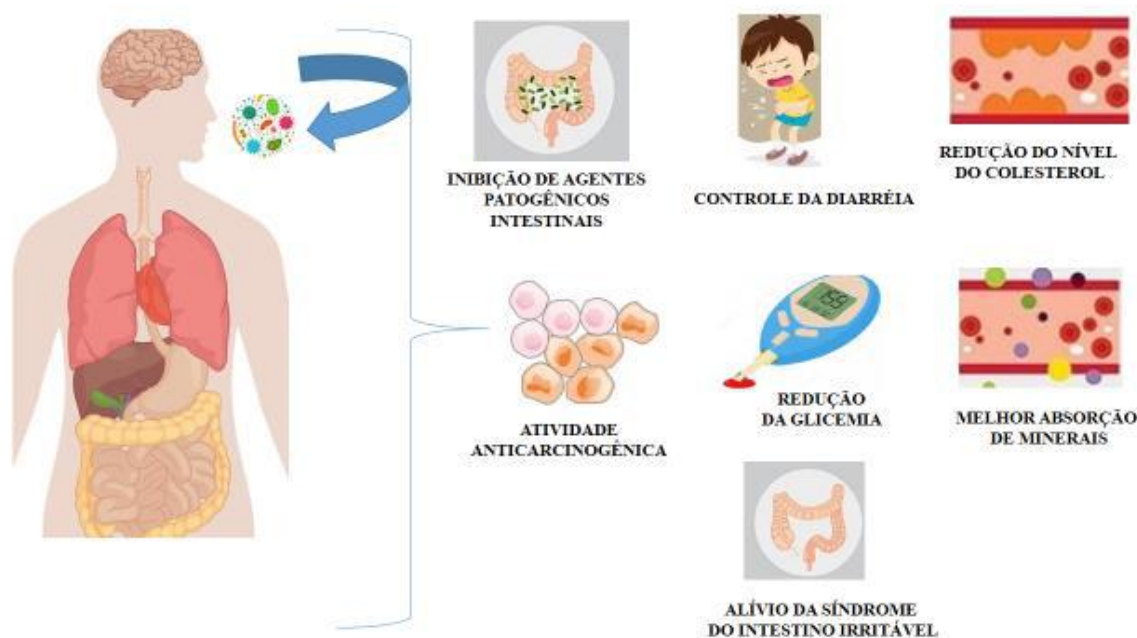 INIBIÇÃO DE AGENTES
PATOGÊNICOS
INTESTINAIS
CONTROLE DA DIARRÉIA
REDUÇÃO DO NÍVEL
DO COLESTEROL
ATIVIDADE
ANTICARCINOGÊNICA
155
REDUÇÃO
DA GLICEMIA
MELHOR ABSORÇÃO
DE MINERAIS
ALÍVIO DA SÍNDROME
DO INTESTINO IRRITÁVEL